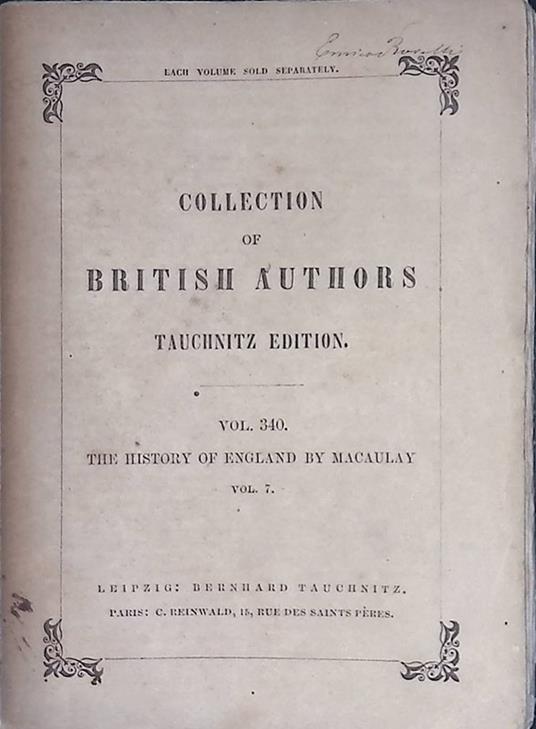 EACH VOLUME SOLD SEPARATELY.
COLLECTION
OF
BRITISH AUTHORS
TAUCHNITZ EDITION.
VOL. 340.
THE HISTORY OF ENGLAND BY MACAULAY
VOL. 7.
LEIPZIG: BERNHARD TAUCHNITZ.
PARIS: C. REINWALD, 15, RUE DES SAINTS PÈRES.